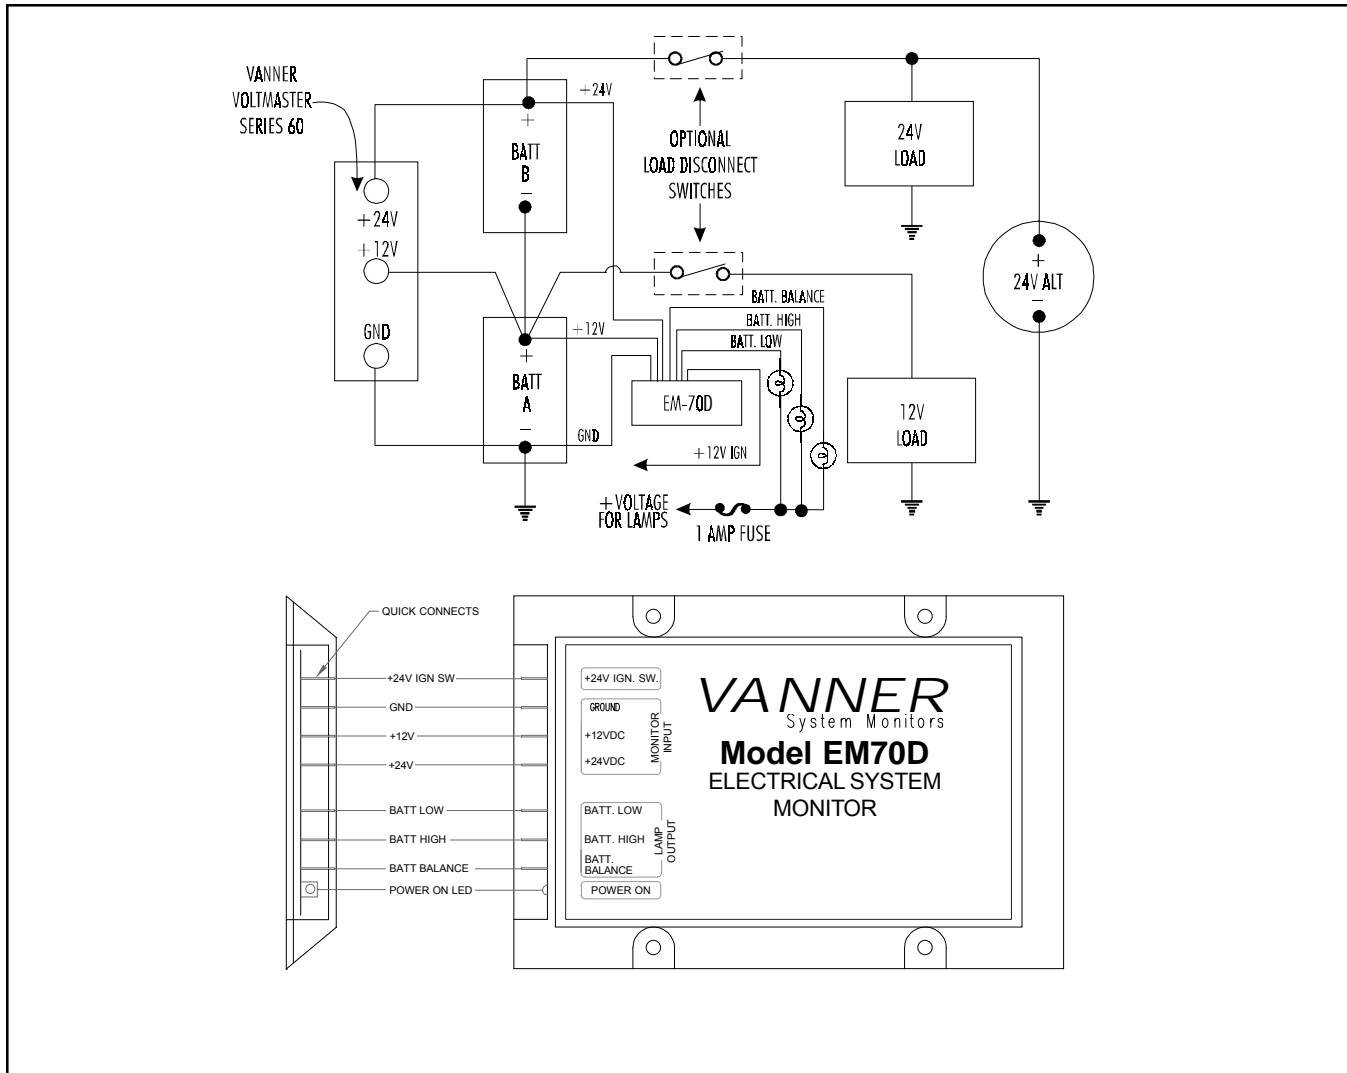 VANNER
VOLTMASTER
SERIES 60
+24V
+12V
GND
+
BATT
B
−
+24V
OPTIONAL
LOAD DISCONNECT
SWITCHES
24V
LOAD
+
24V ALT
−
+12V
+
BATT
A
−
GND
BATT. BALANCE
BATT. HIGH
BATT. LOW
EM-70D
+12V IGN
+VOLTAGE
FOR LAMPS
1 AMP FUSE
12V
LOAD
QUICK CONNECTS
+24V IGN SW
GND
+12V
+24V
BATT LOW
BATT HIGH
BATT BALANCE
POWER ON LED
+24V IGN. SW.
GROUND
+12VDC
+24VDC
MONITOR
INPUT
BATT. LOW
BATT. HIGH
BATT.
BALANCE
LAMP
OUTPUT
POWER ON
VANNER
System Monitors
Model EM70D
ELECTRICAL SYSTEM
MONITOR